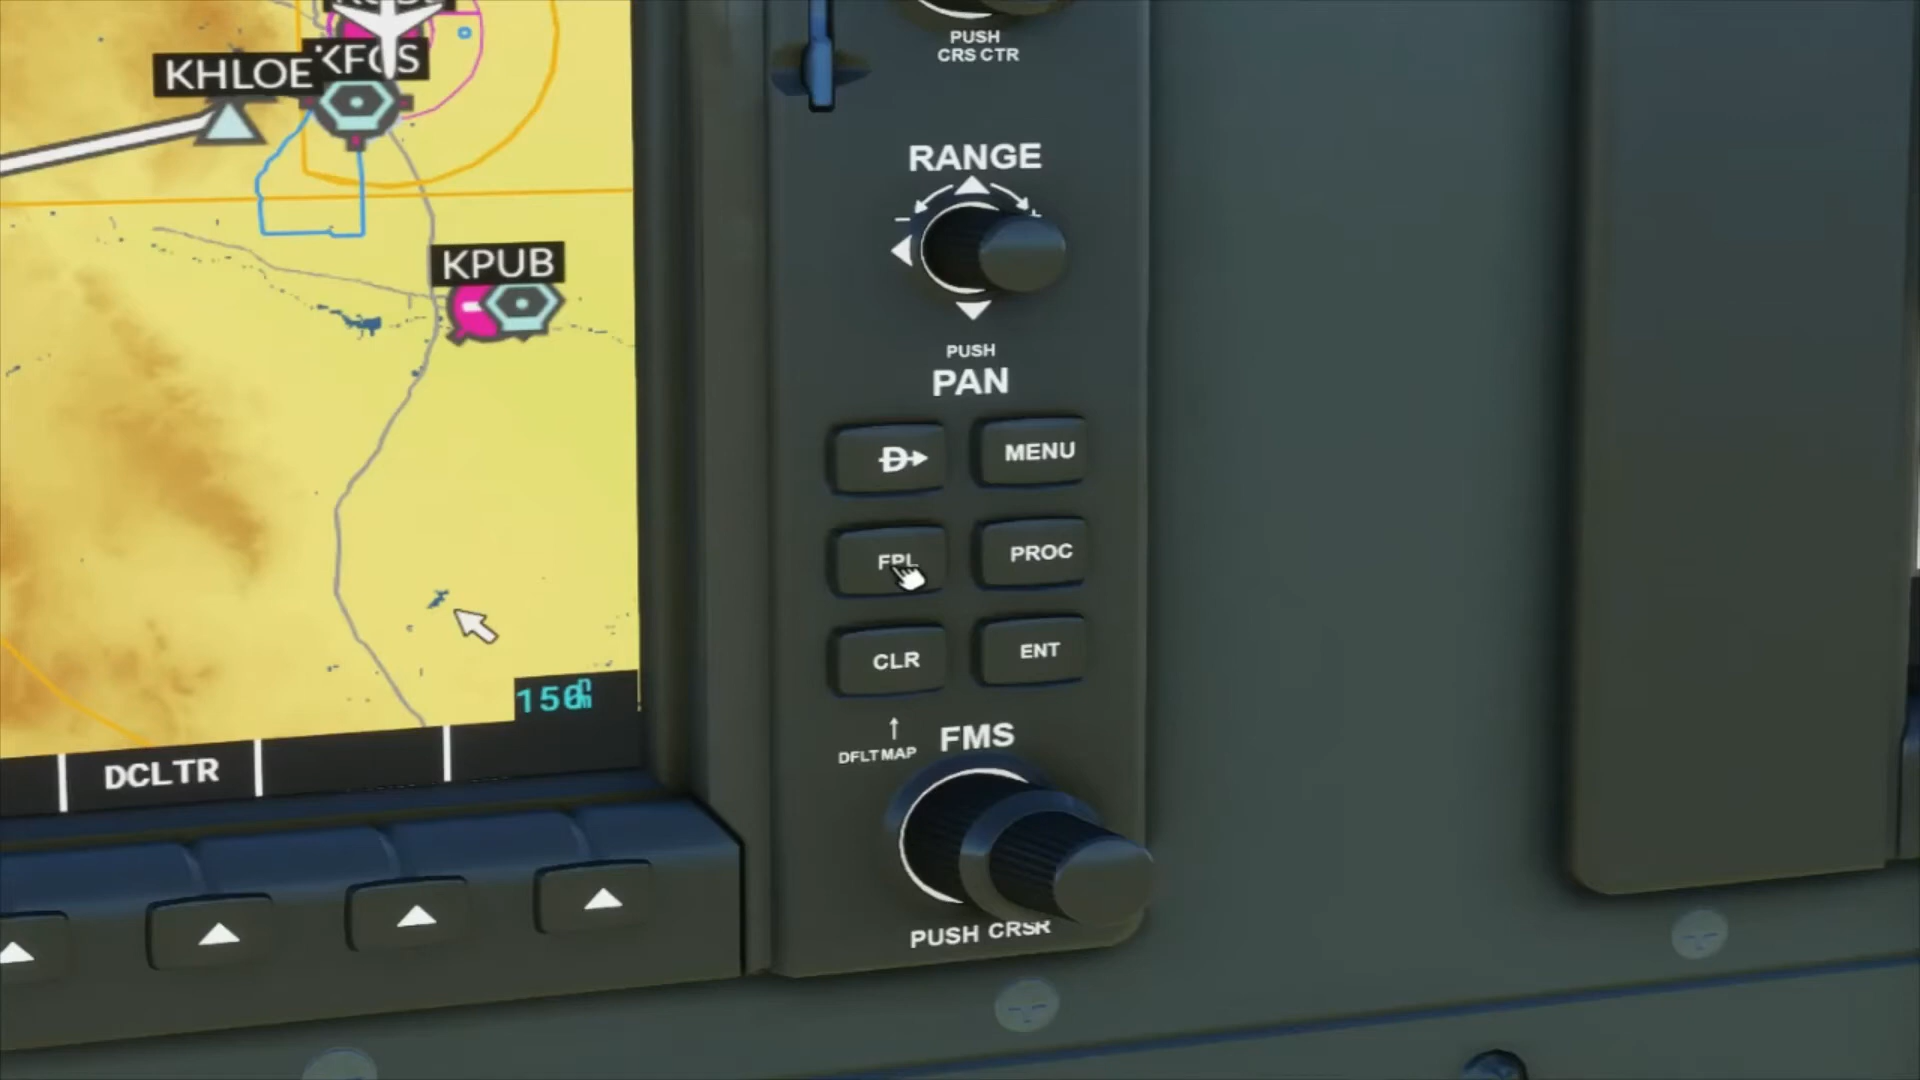 KHLOE
KFCS
KPUB
150nm
DCLTR
PUSH
CRS CTR
RANGE
- +
PUSH
PAN
D
MENU
FPL
PROC
CLR
ENT
DFLT MAP
FMS
PUSH CRSR